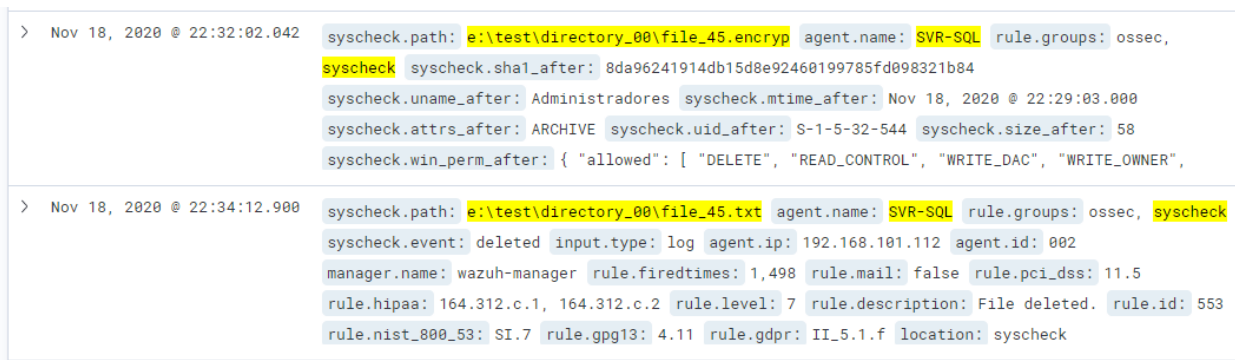 > Nov 18, 2020 @ 22:32:02.042 syscheck.path: e:\test\directory_00\file_45.encryp agent.name: SVR-SQL rule.groups: ossec,
syscheck syscheck.sha1_after: 8da96241914db15d8e92460199785fd098321b84
syscheck.uname_after: Administradores syscheck.mtime_after: Nov 18, 2020 @ 22:29:03.000
syscheck.attrs_after: ARCHIVE syscheck.uid_after: S-1-5-32-544 syscheck.size_after: 58
syscheck.win_perm_after: { "allowed": [ "DELETE", "READ_CONTROL", "WRITE_DAC", "WRITE_OWNER",
> Nov 18, 2020 @ 22:34:12.900 syscheck.path: e:\test\directory_00\file_45.txt agent.name: SVR-SQL rule.groups: ossec, syscheck
syscheck.event: deleted input.type: log agent.ip: 192.168.101.112 agent.id: 002
manager.name: wazuh-manager rule.firedtimes: 1,498 rule.mail: false rule.pci_dss: 11.5
rule.hipaa: 164.312.c.1, 164.312.c.2 rule.level: 7 rule.description: File deleted. rule.id: 553
rule.nist_800_53: SI.7 rule.gpg13: 4.11 rule.gdpr: II_5.1.f location: syscheck